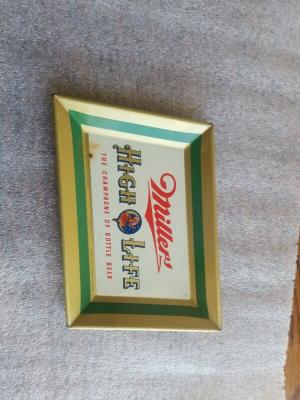 Miller
HIGH LIFE
THE CHAMPAGNE OF BOTTLE BEER